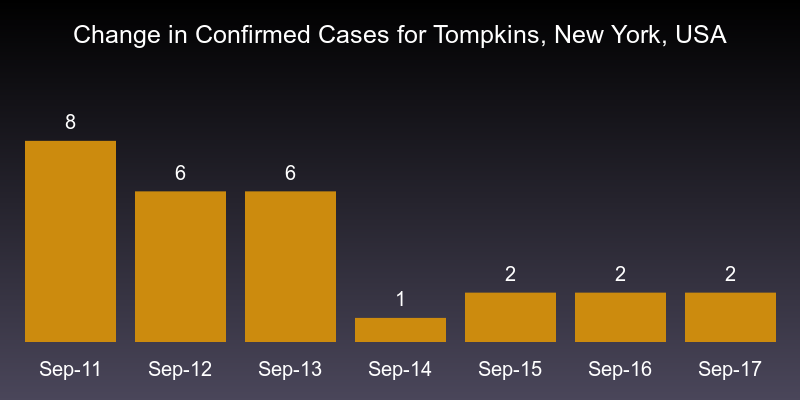 Change in Confirmed Cases for Tompkins, New York, USA
8
6
6
1
2
2
2
Sep-11
Sep-12
Sep-13
Sep-14
Sep-15
Sep-16
Sep-17